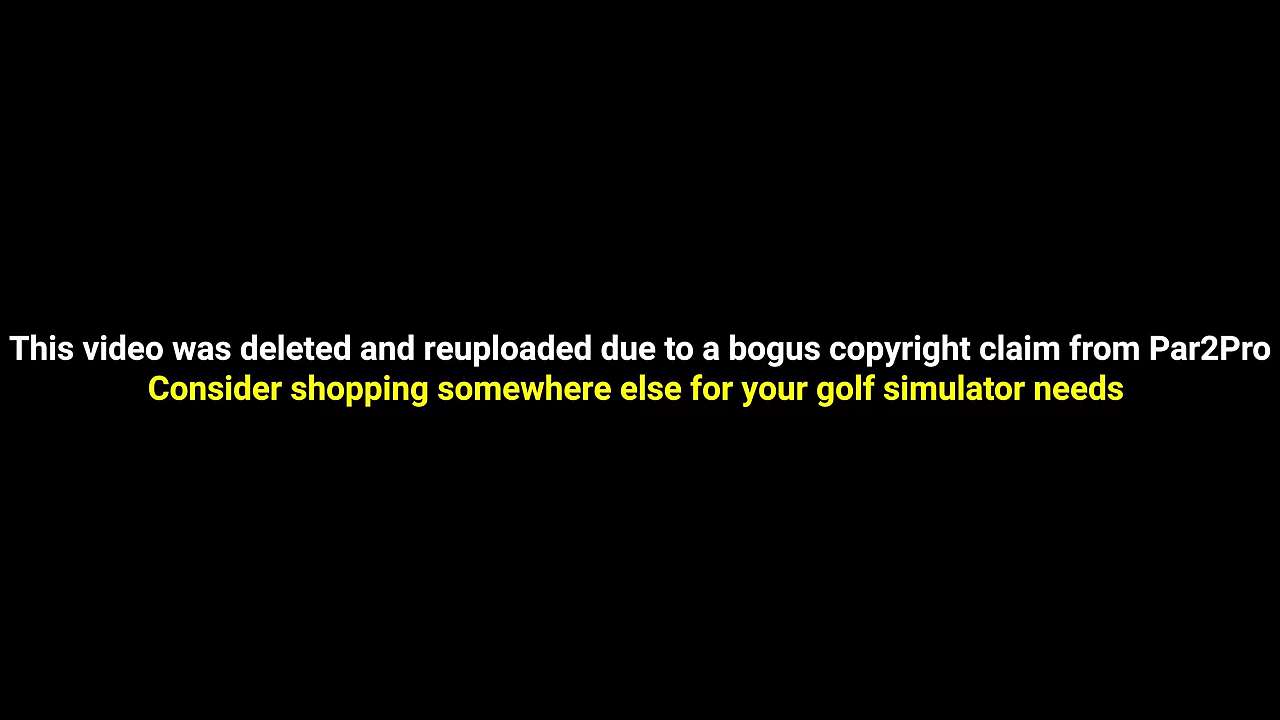 This video was deleted and reuploaded due to a bogus copyright claim from Par2Pro
Consider shopping somewhere else for your golf simulator needs